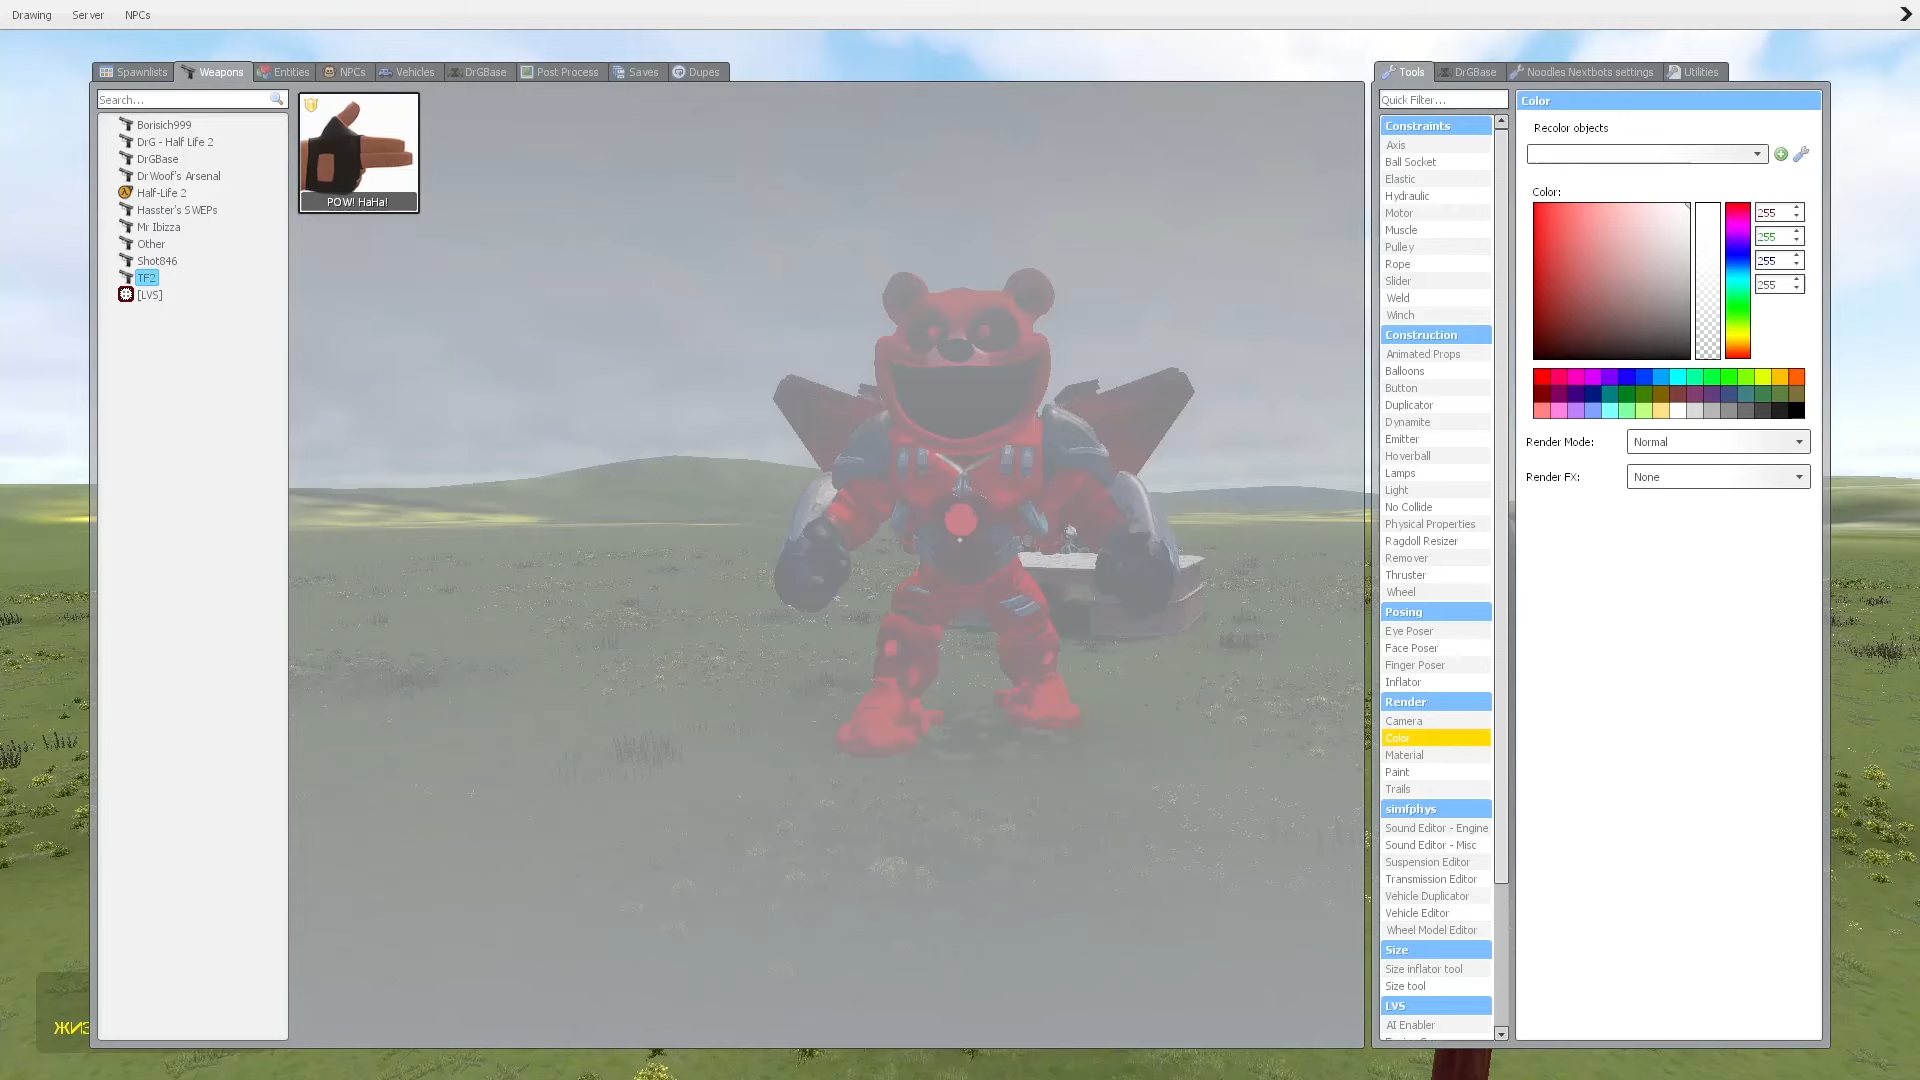 Drawing Server NPCs
Spawnlists Weapons Entities NPCs Vehicles DrGBase Post Process Saves Dupes
Search...
Borisich999
DrG - Half Life 2
DrGBase
DrWoof's Arsenal
Half-Life 2
Hasster's SWEPs
Mr Ibizza
Other
Shot846
TF2
[LVS]
POW! HaHa!
ЖИЗ
Tools DrGBase Noodles Nextbots settings Utilities
Quick Filter...
Constraints
Axis
Ball Socket
Elastic
Hydraulic
Motor
Muscle
Pulley
Rope
Slider
Weld
Winch
Construction
Animated Props
Balloons
Button
Duplicator
Dynamite
Emitter
Hoverball
Lamps
Light
No Collide
Physical Properties
Ragdoll Resizer
Remover
Thruster
Wheel
Posing
Eye Poser
Face Poser
Finger Poser
Inflator
Render
Camera
Color
Material
Paint
Trails
simfphys
Sound Editor - Engine
Sound Editor - Misc
Suspension Editor
Transmission Editor
Vehicle Duplicator
Vehicle Editor
Wheel Model Editor
Size
Size inflator tool
Size tool
LVS
AI Enabler
Color
Recolor objects
Color:
255
255
255
255
Render Mode: Normal
Render FX: None